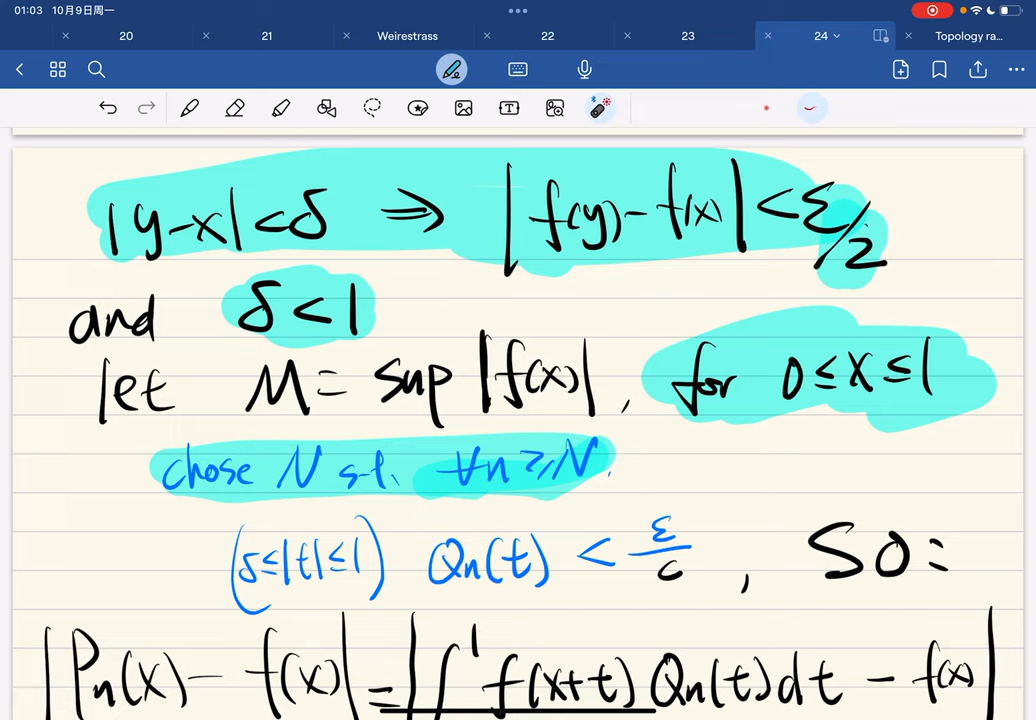 01:03 10月9日周一
20 21 Weirestrass 22 23 24 Topology ra...
|y-x|<δ ⇒ |f(y)-f(x)|<ε/2
and δ<1
let M= sup |f(x)|, for 0≤x≤1
chose N s.t. ∀n≥N.
(δ≤|t|≤1) Qn(t) < ε/c , SO:
|Pn(x)-f(x)|=|∫¹ f(x+t)Qn(t)dt - f(x)|